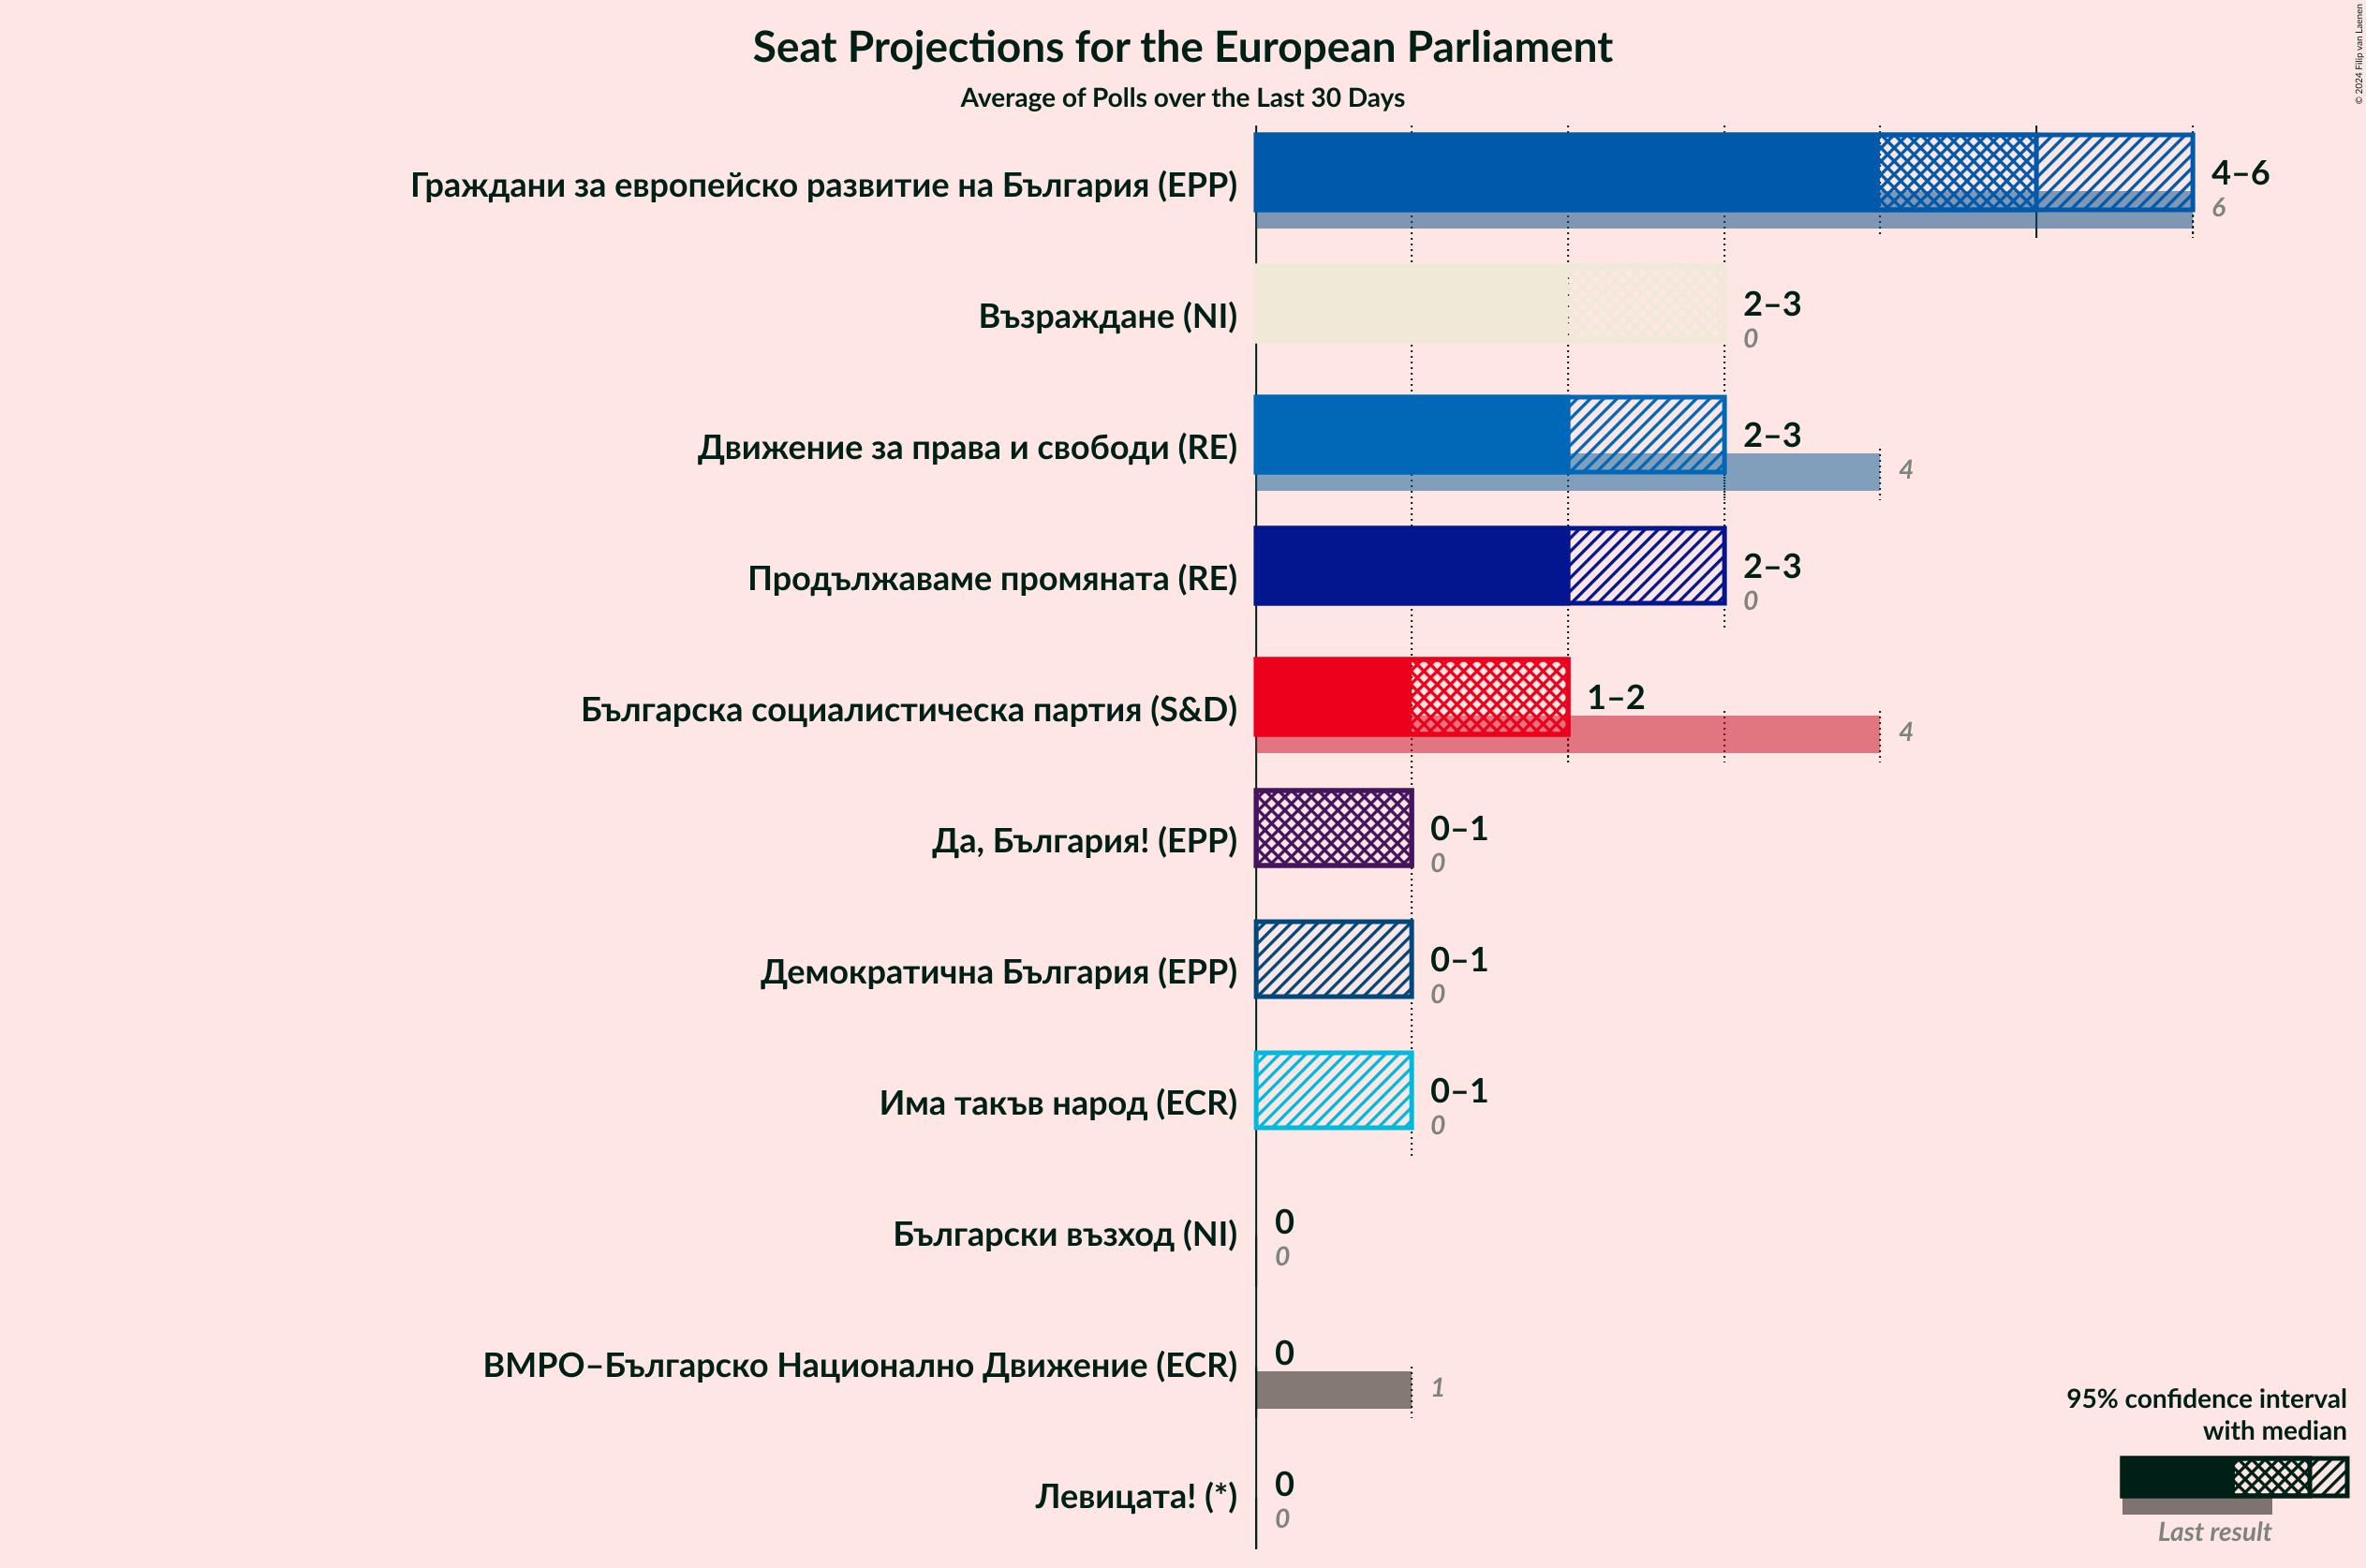 Seat Projections for the European Parliament
Average of Polls over the Last 30 Days
© 2024 Filip van Laenen
Граждани за европейско развитие на България (EPP)
4–6
6
Възраждане (NI)
2–3
0
Движение за права и свободи (RE)
2–3
4
Продължаваме промяната (RE)
2–3
0
Българска социалистическа партия (S&D)
1–2
4
Да, България! (EPP)
0–1
0
Демократична България (EPP)
0–1
0
Има такъв народ (ECR)
0–1
0
Български възход (NI)
0
0
ВМРО–Българско Национално Движение (ECR)
0
1
Левицата! (*)
0
0
95% confidence interval
with median
Last result